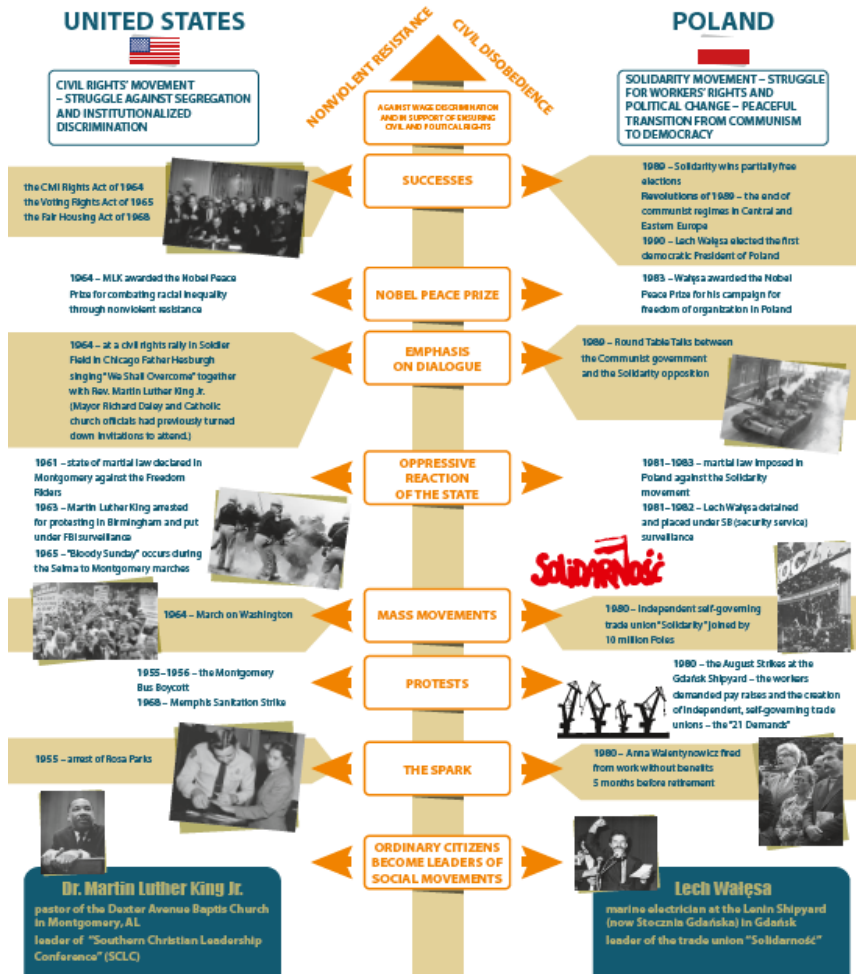 UNITED STATES
POLAND
NONVIOLENT RESISTANCE
CIVIL DISOBEDIENCE
CIVIL RIGHTS' MOVEMENT
– STRUGGLE AGAINST SEGREGATION
AND INSTITUTIONALIZED
DISCRIMINATION
AGAINST WAGE DISCRIMINATION
AND IN SUPPORT OF ENSURING
CIVIL AND POLITICAL RIGHTS
SOLIDARITY MOVEMENT – STRUGGLE
FOR WORKERS' RIGHTS AND
POLITICAL CHANGE – PEACEFUL
TRANSITION FROM COMMUNISM
TO DEMOCRACY
the Civil Rights Act of 1964
the Voting Rights Act of 1965
the Fair Housing Act of 1968
SUCCESSES
1989 – Solidarity wins partially free
elections
Revolutions of 1989 – the end of
communist regimes in Central and
Eastern Europe
1990 – Lech Wałęsa elected the first
democratic President of Poland
1964 – MLK awarded the Nobel Peace
Prize for combating racial inequality
through nonviolent resistance
NOBEL PEACE PRIZE
1983 – Wałęsa awarded the Nobel
Peace Prize for his campaign for
freedom of organization in Poland
1964 – at a civil rights rally in Soldier
Field in Chicago Father Hesburgh
singing "We Shall Overcome" together
with Rev. Martin Luther King Jr.
(Mayor Richard Daley and Catholic
church officials had previously turned
down invitations to attend.)
EMPHASIS
ON DIALOGUE
1989 – Round Table Talks between
the Communist government
and the Solidarity opposition
1961 – state of martial law declared in
Montgomery against the Freedom
Riders
1963 – Martin Luther King arrested
for protesting in Birmingham and put
under FBI surveillance
1965 – "Bloody Sunday" occurs during
the Selma to Montgomery marches
OPPRESSIVE
REACTION
OF THE STATE
1981–1983 – martial law imposed in
Poland against the Solidarity
movement
1981–1982 – Lech Wałęsa detained
and placed under SB (security service)
surveillance
SOLIDARNOŚĆ
1964 – March on Washington
MASS MOVEMENTS
1980 – Independent self-governing
trade union "Solidarity" joined by
10 million Poles
1955–1956 – the Montgomery
Bus Boycott
1968 – Memphis Sanitation Strike
PROTESTS
1980 – the August Strikes at the
Gdańsk Shipyard – the workers
demanded pay raises and the creation
of independent, self-governing trade
unions – the "21 Demands"
1955 – arrest of Rosa Parks
THE SPARK
1980 – Anna Walentynowicz fired
from work without benefits
5 months before retirement
ORDINARY CITIZENS
BECOME LEADERS OF
SOCIAL MOVEMENTS
Dr. Martin Luther King Jr.
pastor of the Dexter Avenue Baptis Church
in Montgomery, AL
leader of "Southern Christian Leadership
Conference" (SCLC)
Lech Wałęsa
marine electrician at the Lenin Shipyard
(now Stocznia Gdańska) in Gdańsk
leader of the trade union "Solidarność"